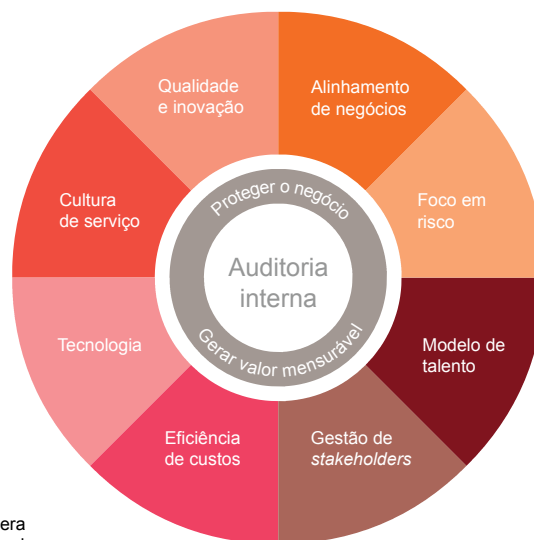 Qualidade
e inovação
Alinhamento
de negócios
Foco em
risco
Modelo de
talento
Gestão de
stakeholders
Eficiência
de custos
Tecnologia
Cultura
de serviço
Proteger o negócio
Auditoria
interna
Gerar valor mensurável
era